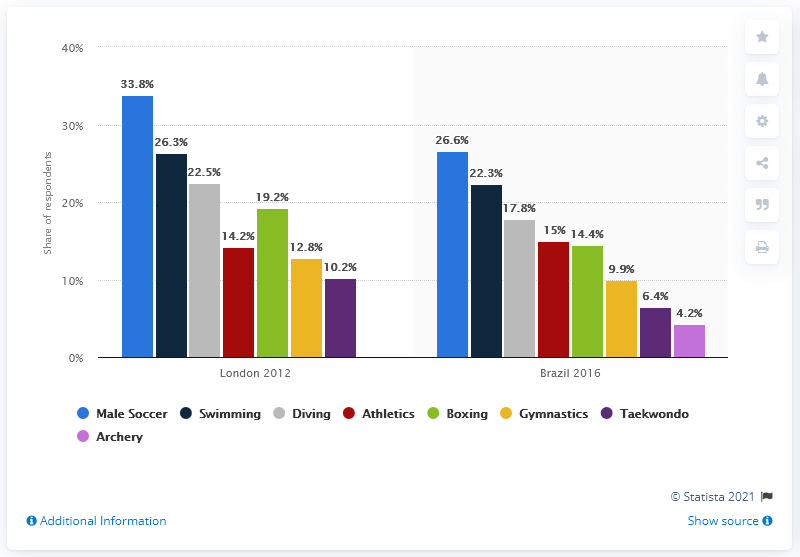 40%
33.8%
30%
26.3%
26.6%
22.5%
22.3%
Share of respondents
20%
19.2%
17.8%
14.2%
15%
14.4%
12.8%
10.2%
10%
9.9%
6.4%
4.2%
0%
London 2012
Brazil 2016
Male Soccer Swimming Diving Athletics Boxing Gymnastics Taekwondo
Archery
© Statista 2021
Additional Information
Show source